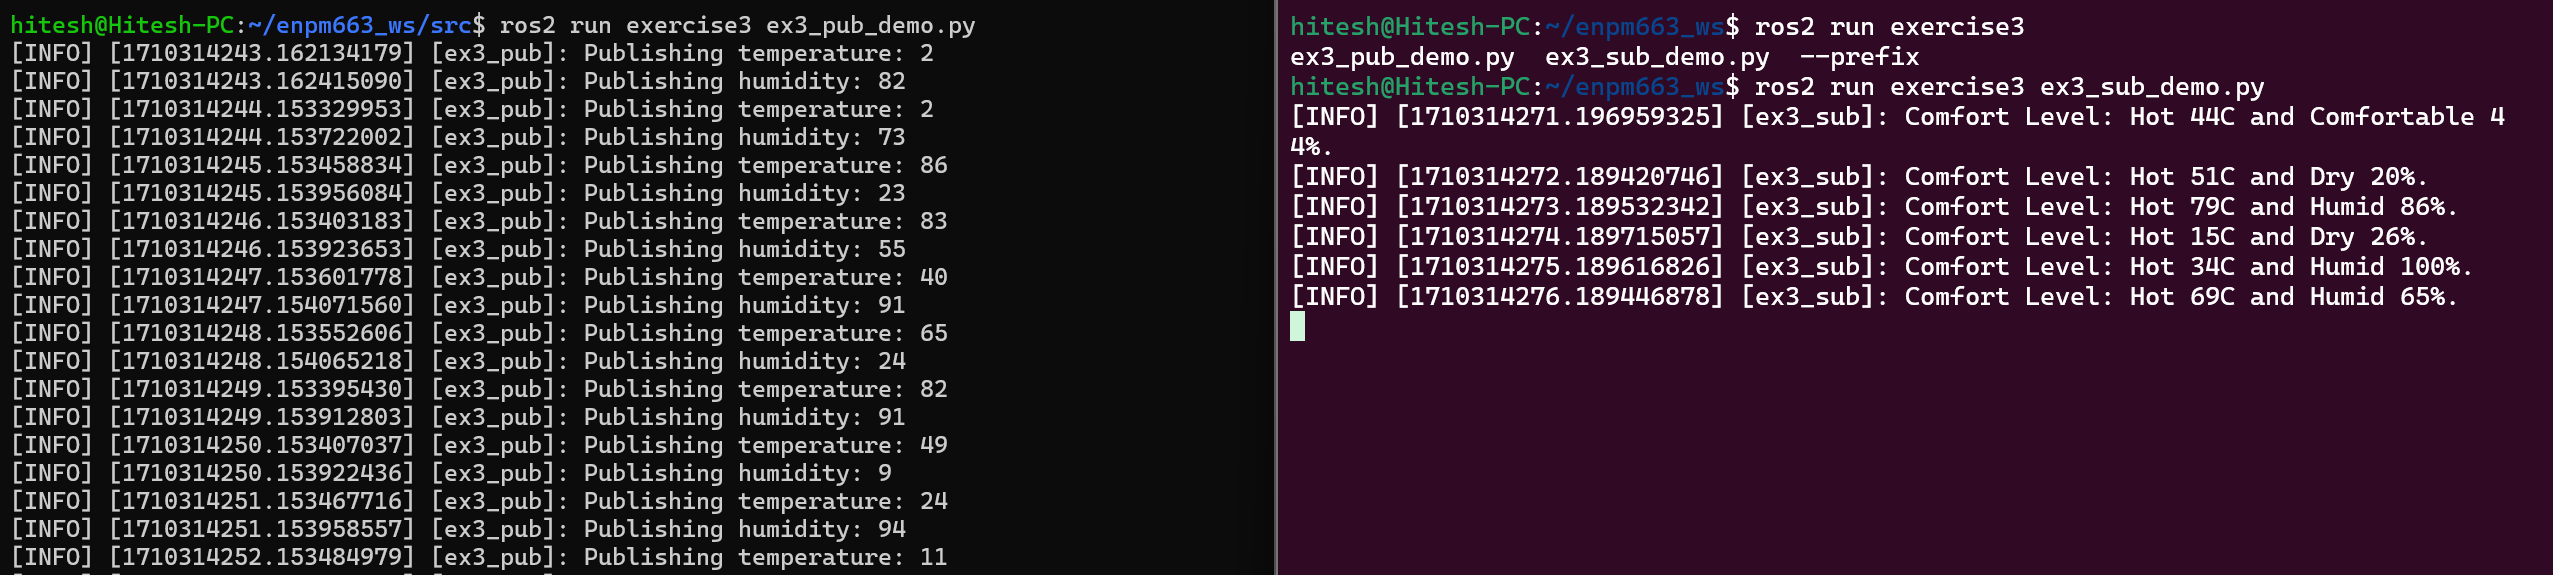 hitesh@Hitesh-PC:~/enpm663_ws/src$ ros2 run exercise3 ex3_pub_demo.py
[INFO] [1710314243.162134179] [ex3_pub]: Publishing temperature: 2
[INFO] [1710314243.162415090] [ex3_pub]: Publishing humidity: 82
[INFO] [1710314244.153329953] [ex3_pub]: Publishing temperature: 2
[INFO] [1710314244.153722002] [ex3_pub]: Publishing humidity: 73
[INFO] [1710314245.153458834] [ex3_pub]: Publishing temperature: 86
[INFO] [1710314245.153956084] [ex3_pub]: Publishing humidity: 23
[INFO] [1710314246.153403183] [ex3_pub]: Publishing temperature: 83
[INFO] [1710314246.153923653] [ex3_pub]: Publishing humidity: 55
[INFO] [1710314247.153601778] [ex3_pub]: Publishing temperature: 40
[INFO] [1710314247.154071560] [ex3_pub]: Publishing humidity: 91
[INFO] [1710314248.153552606] [ex3_pub]: Publishing temperature: 65
[INFO] [1710314248.154065218] [ex3_pub]: Publishing humidity: 24
[INFO] [1710314249.153395430] [ex3_pub]: Publishing temperature: 82
[INFO] [1710314249.153912803] [ex3_pub]: Publishing humidity: 91
[INFO] [1710314250.153407037] [ex3_pub]: Publishing temperature: 49
[INFO] [1710314250.153922436] [ex3_pub]: Publishing humidity: 9
[INFO] [1710314251.153467716] [ex3_pub]: Publishing temperature: 24
[INFO] [1710314251.153958557] [ex3_pub]: Publishing humidity: 94
[INFO] [1710314252.153484979] [ex3_pub]: Publishing temperature: 11
hitesh@Hitesh-PC:~/enpm663_ws$ ros2 run exercise3
ex3_pub_demo.py  ex3_sub_demo.py  --prefix
hitesh@Hitesh-PC:~/enpm663_ws$ ros2 run exercise3 ex3_sub_demo.py
[INFO] [1710314271.196959325] [ex3_sub]: Comfort Level: Hot 44C and Comfortable 4
4%.
[INFO] [1710314272.189420746] [ex3_sub]: Comfort Level: Hot 51C and Dry 20%.
[INFO] [1710314273.189532342] [ex3_sub]: Comfort Level: Hot 79C and Humid 86%.
[INFO] [1710314274.189715057] [ex3_sub]: Comfort Level: Hot 15C and Dry 26%.
[INFO] [1710314275.189616826] [ex3_sub]: Comfort Level: Hot 34C and Humid 100%.
[INFO] [1710314276.189446878] [ex3_sub]: Comfort Level: Hot 69C and Humid 65%.